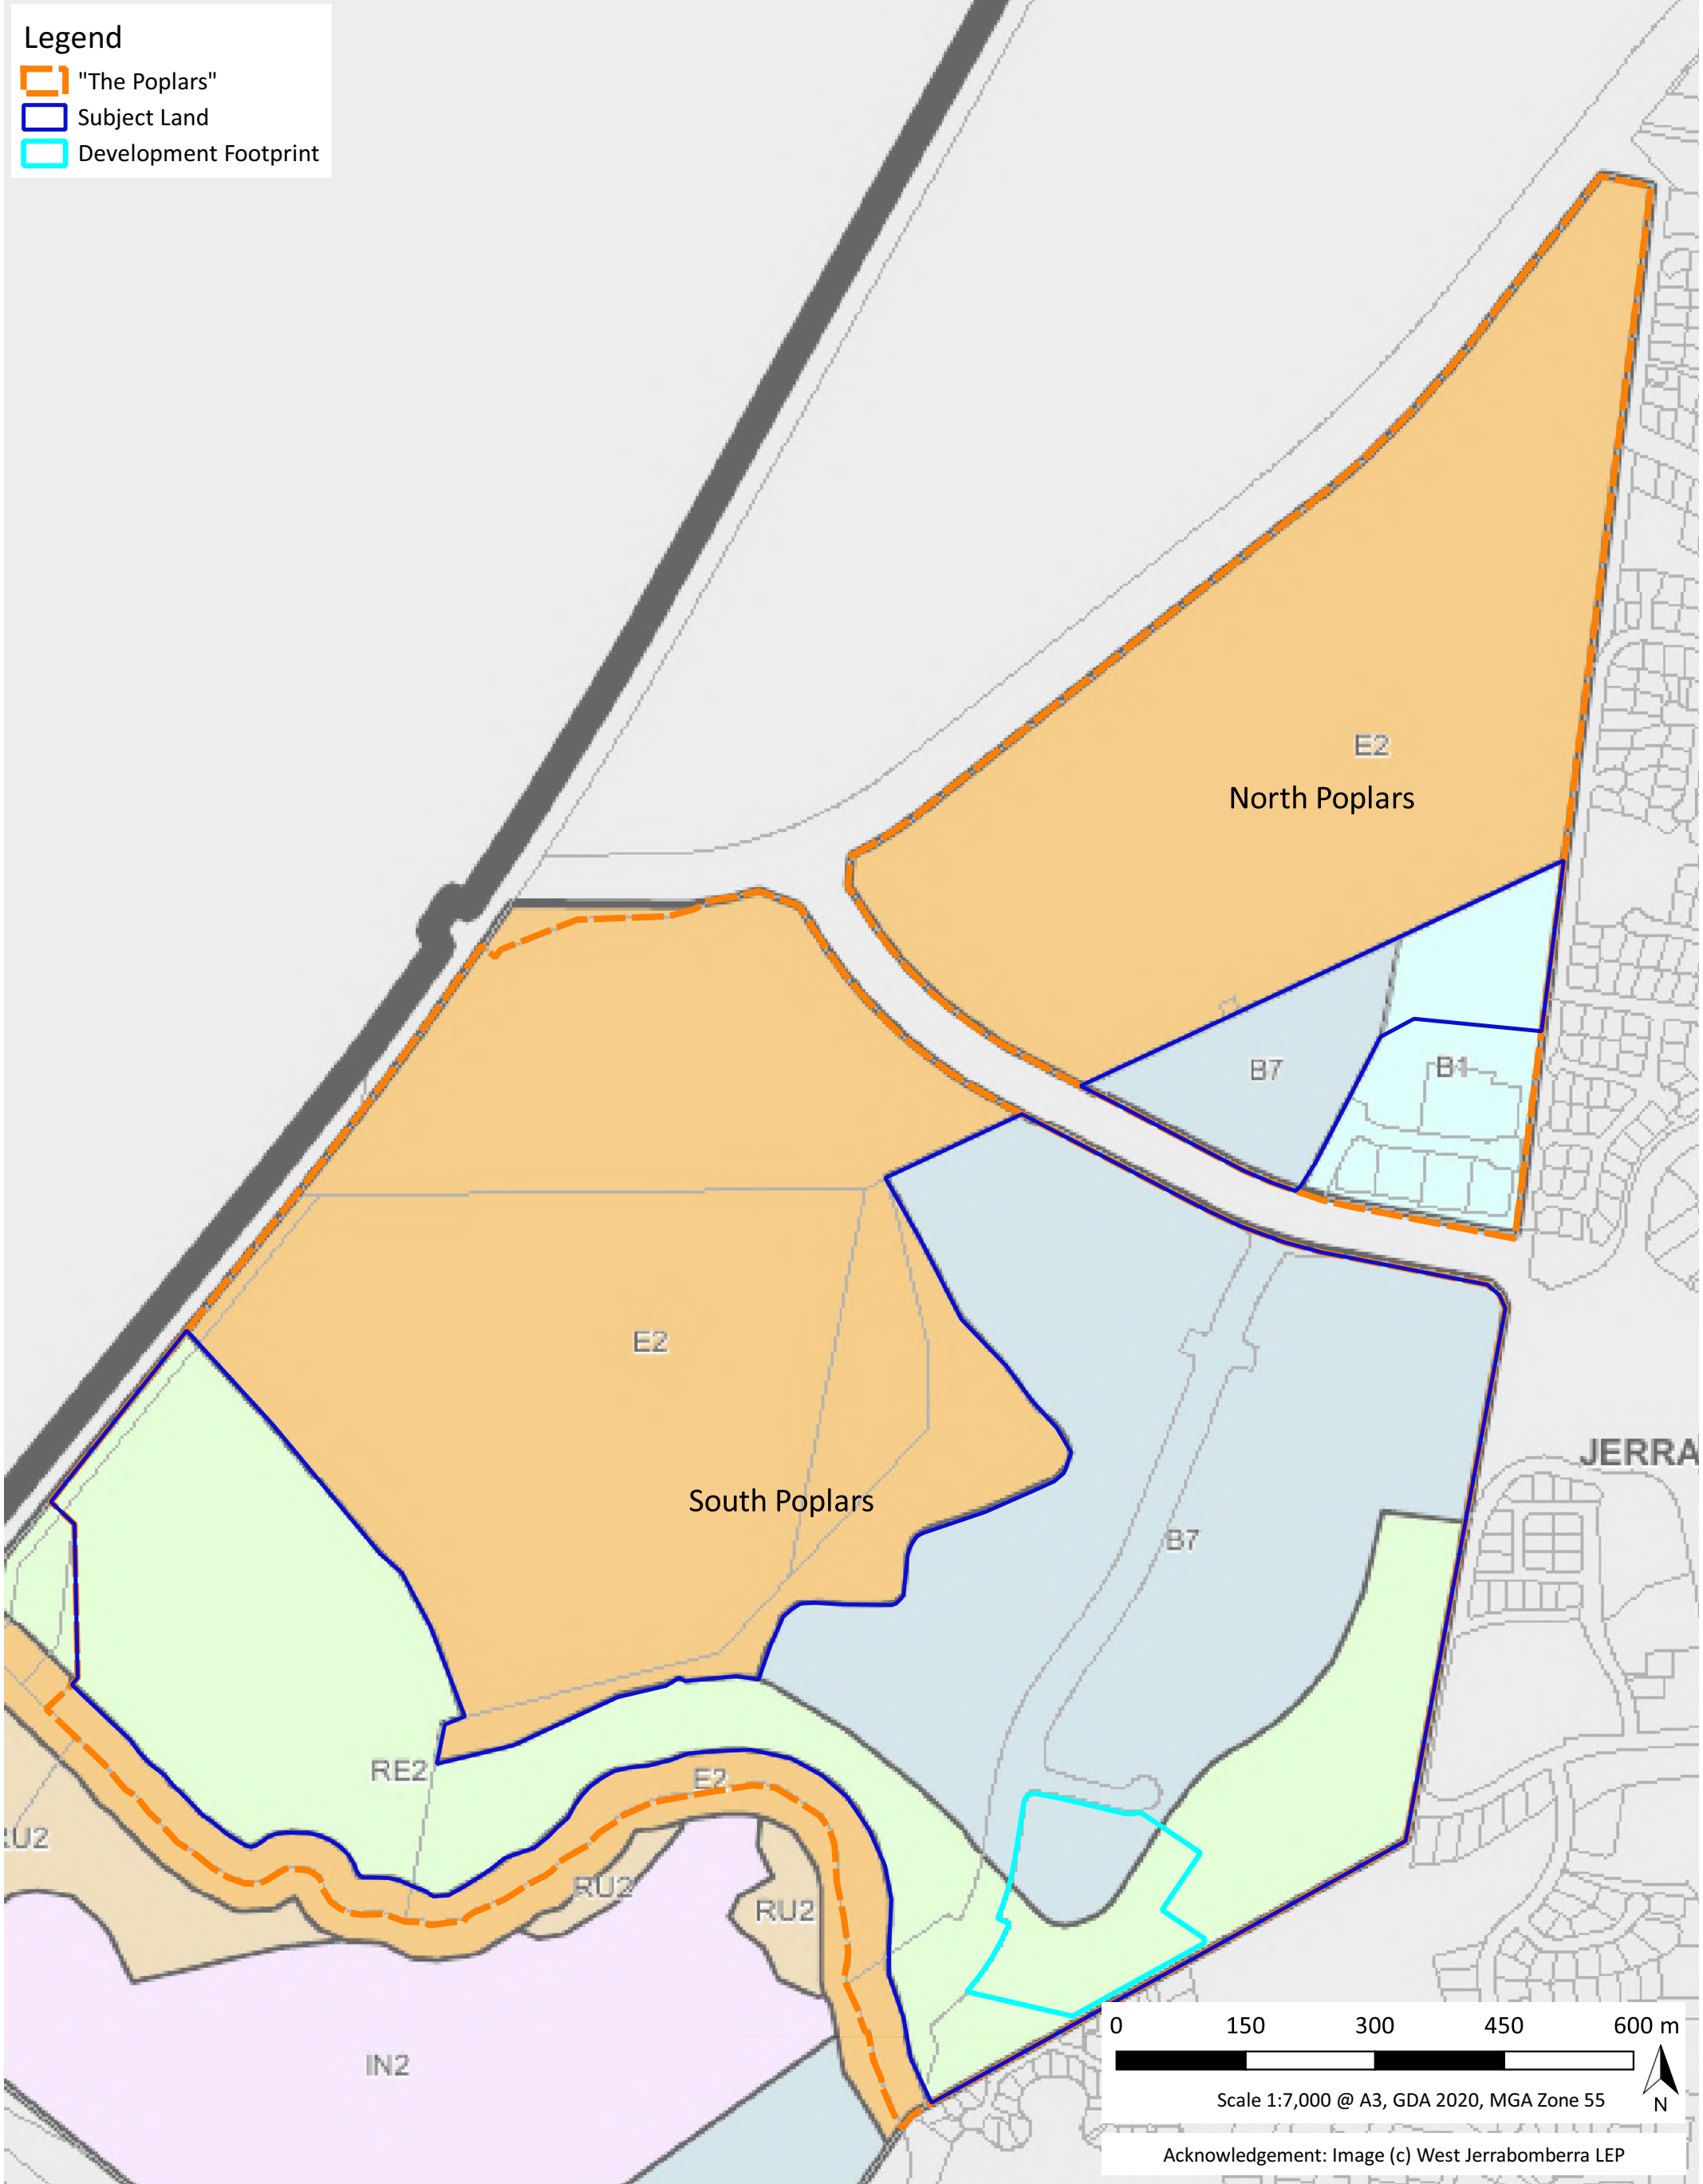 Legend
"The Poplars"
Subject Land
Development Footprint
E2
North Poplars
B7
B1
E2
JERRA
South Poplars
B7
RE2
E2
RU2
RU2
RU2
IN2
0 150 300 450 600 m
Scale 1:7,000 @ A3, GDA 2020, MGA Zone 55
N
Acknowledgement: Image (c) West Jerrabomberra LEP